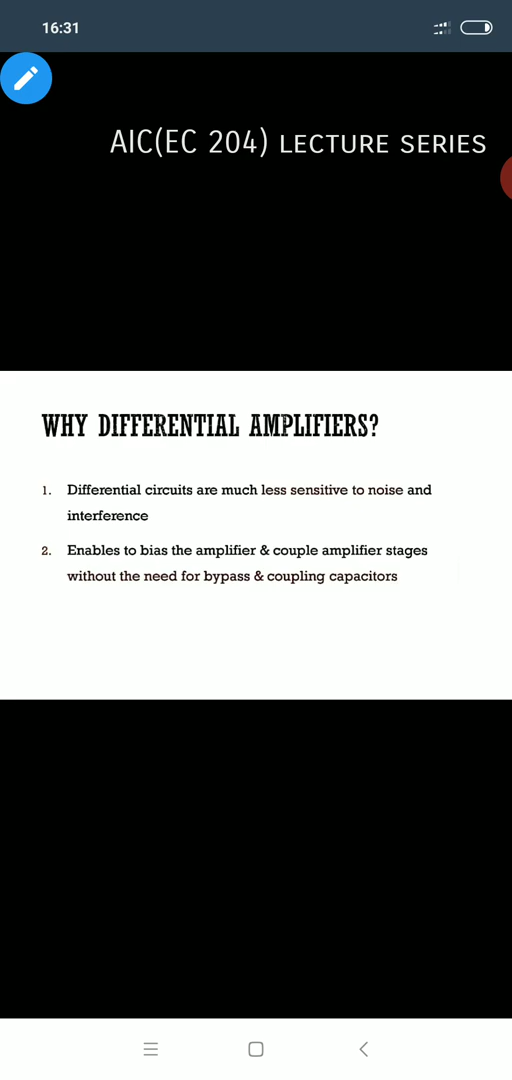 16:31
AIC(EC 204) LECTURE SERIES
WHY DIFFERENTIAL AMPLIFIERS?
1. Differential circuits are much less sensitive to noise and
interference
2. Enables to bias the amplifier & couple amplifier stages
without the need for bypass & coupling capacitors